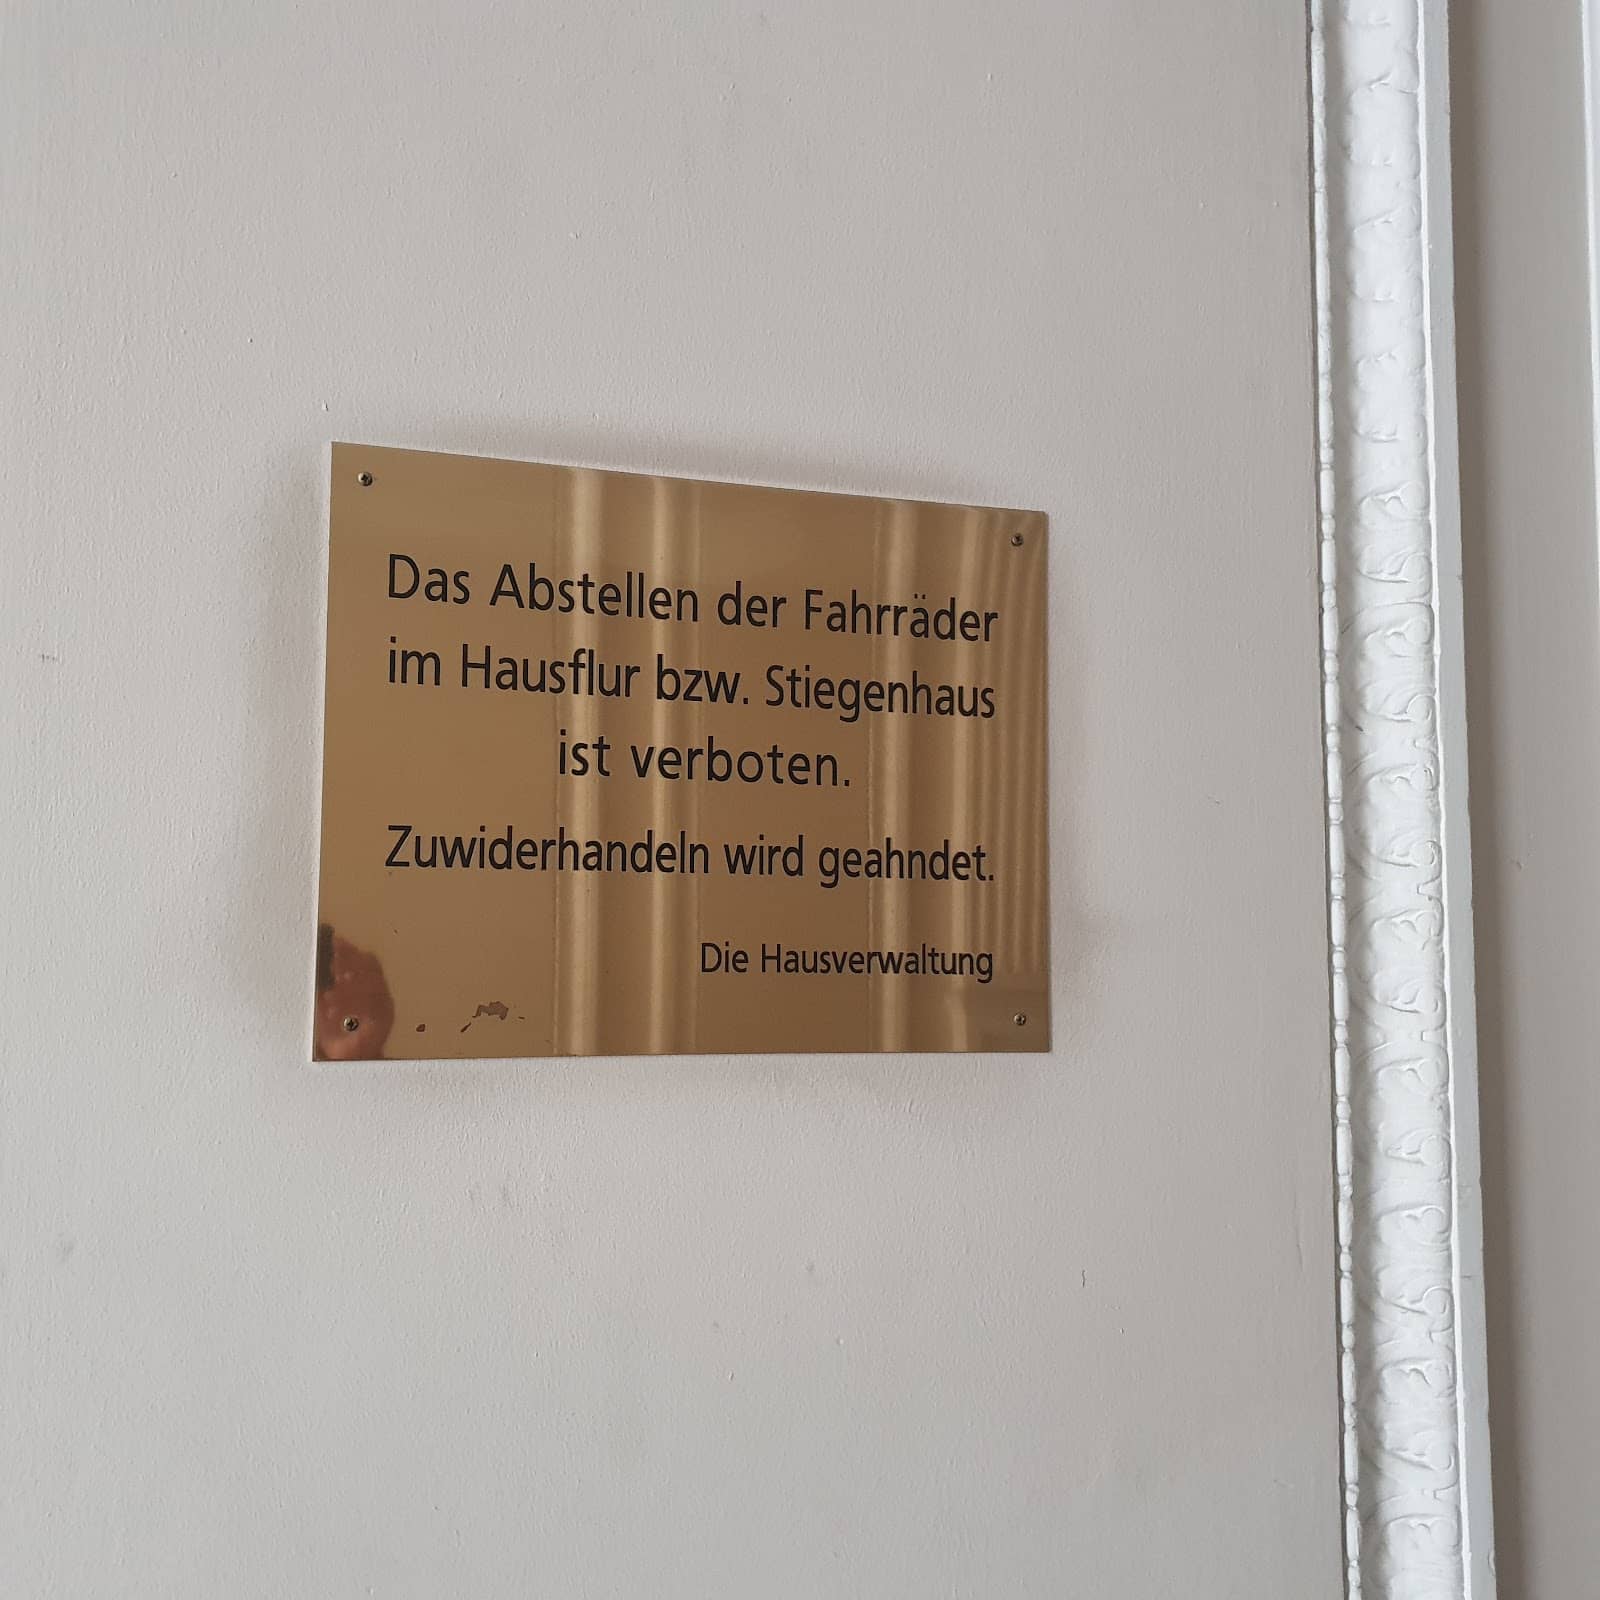 Das Abstellen der Fahrräder
im Hausflur bzw. Stiegenhaus
ist verboten.
Zuwiderhandeln wird geahndet.
Die Hausverwaltung